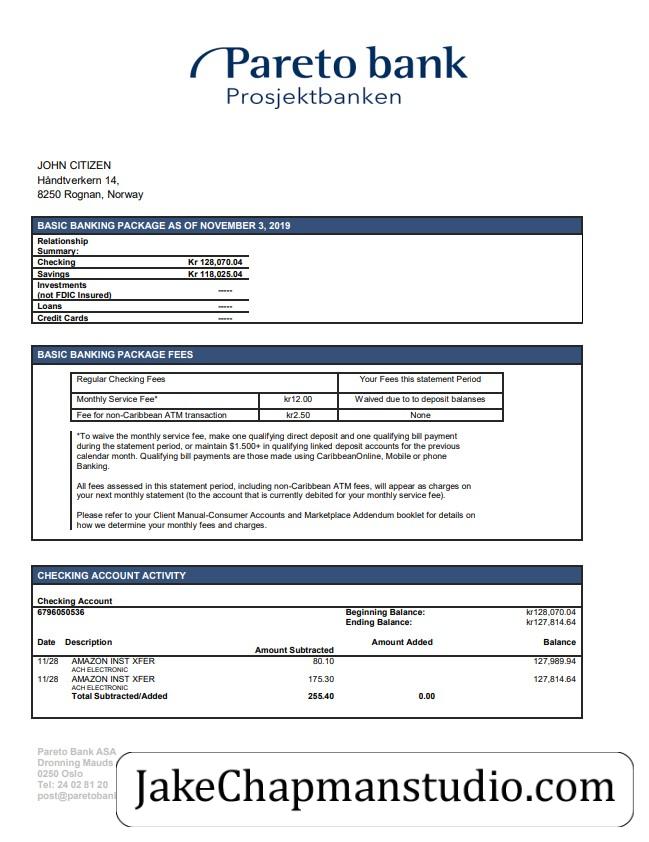 Pareto bank
Prosjektbanken
JOHN CITIZEN
Håndtverkern 14,
8250 Rognan, Norway
BASIC BANKING PACKAGE AS OF NOVEMBER 3, 2019
Relationship
Summary:
Checking Kr 128,070.04
Savings Kr 118,025.04
Investments
(not FDIC Insured) -----
Loans -----
Credit Cards -----
BASIC BANKING PACKAGE FEES
Regular Checking Fees Your Fees this statement Period
Monthly Service Fee* kr12.00 Waived due to to deposit balanses
Fee for non-Caribbean ATM transaction kr2.50 None
*To waive the monthly service fee, make one qualifying direct deposit and one qualifying bill payment
during the statement period, or maintain $1.500+ in qualifying linked deposit accounts for the previous
calendar month. Qualifying bill payments are those made using CaribbeanOnline, Mobile or phone
Banking.
All fees assessed in this statement period, including non-Caribbean ATM fees, will appear as charges on
your next monthly statement (to the account that is currently debited for your monthly service fee).
Please refer to your Client Manual-Consumer Accounts and Marketplace Addendum booklet for details on
how we determine your monthly fees and charges.
CHECKING ACCOUNT ACTIVITY
Checking Account
6796050536 Beginning Balance: kr128,070.04
Ending Balance: kr127,814.64
Date Description Amount Subtracted Amount Added Balance
11/28 AMAZON INST XFER 80.10 127,989.94
ACH ELECTRONIC
11/28 AMAZON INST XFER 175.30 127,814.64
ACH ELECTRONIC
Total Subtracted/Added 255.40 0.00
Pareto Bank ASA
Dronning Mauds
0250 Oslo
Tel: 24 02 81 20
post@paretobank
JakeChapmanstudio.com